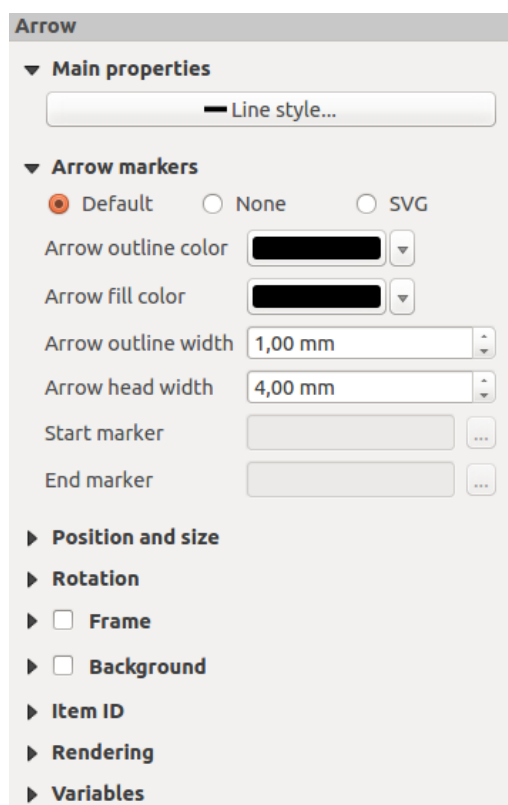 Arrow
Main properties
Line style...
Arrow markers
Default None SVG
Arrow outline color
Arrow fill color
Arrow outline width 1,00 mm
Arrow head width 4,00 mm
Start marker ...
End marker ...
Position and size
Rotation
Frame
Background
Item ID
Rendering
Variables